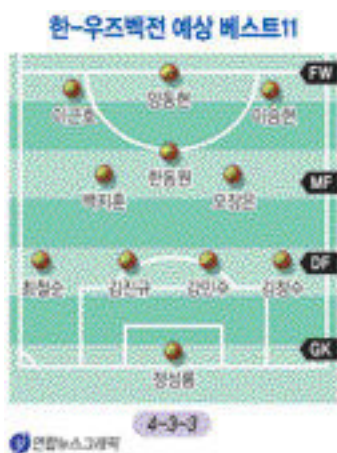 한-우즈벡전 예상 베스트11
FW
양동현
이근호
이승현
한동원
MF
백지훈
오장은
DF
최철순
김진규
강민수
김창수
GK
정성룡
4-3-3
연합뉴스그래픽